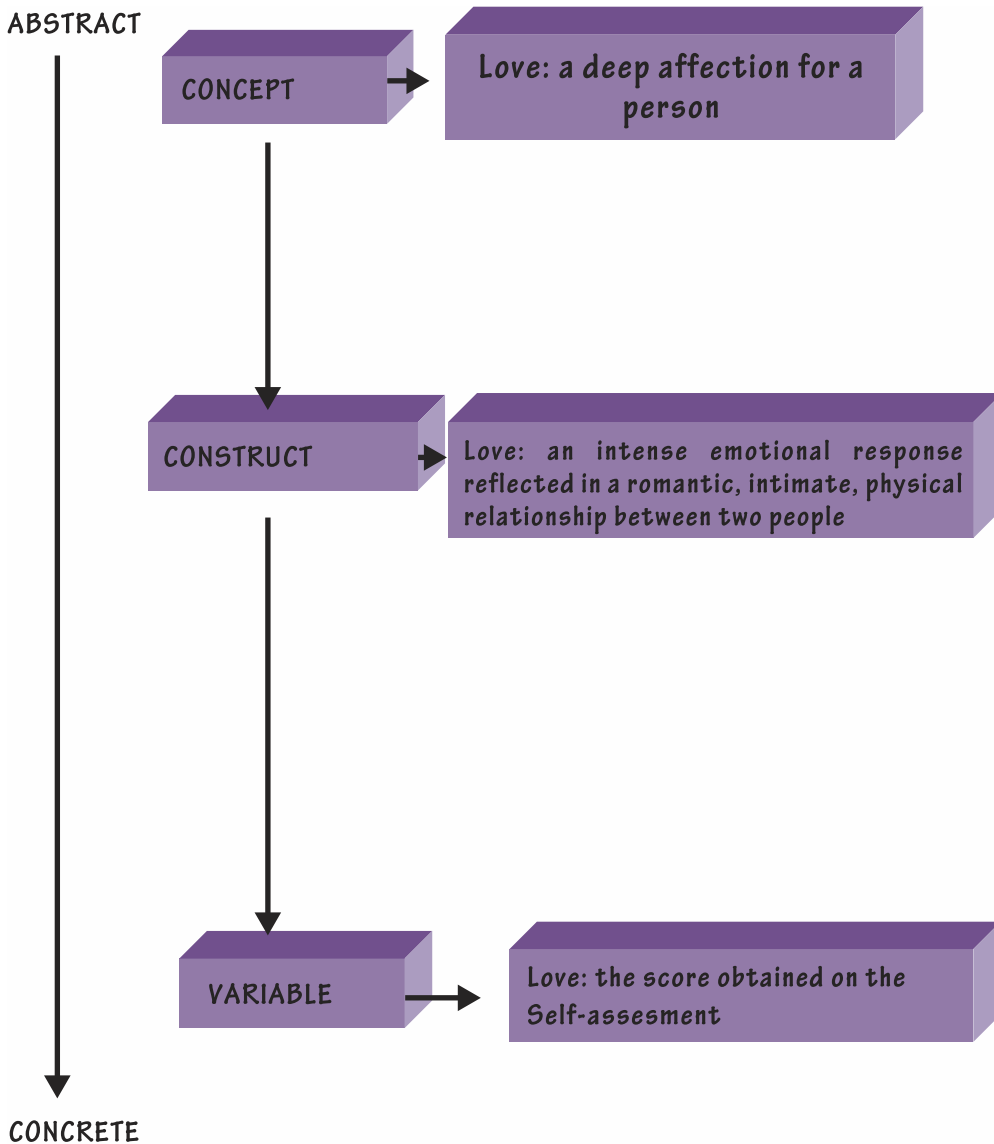 ABSTRACT
CONCEPT
Love: a deep affection for a
person
CONSTRUCT
Love: an intense emotional response
reflected in a romantic, intimate, physical
relationship between two people
VARIABLE
Love: the score obtained on the
Self-assesment
CONCRETE